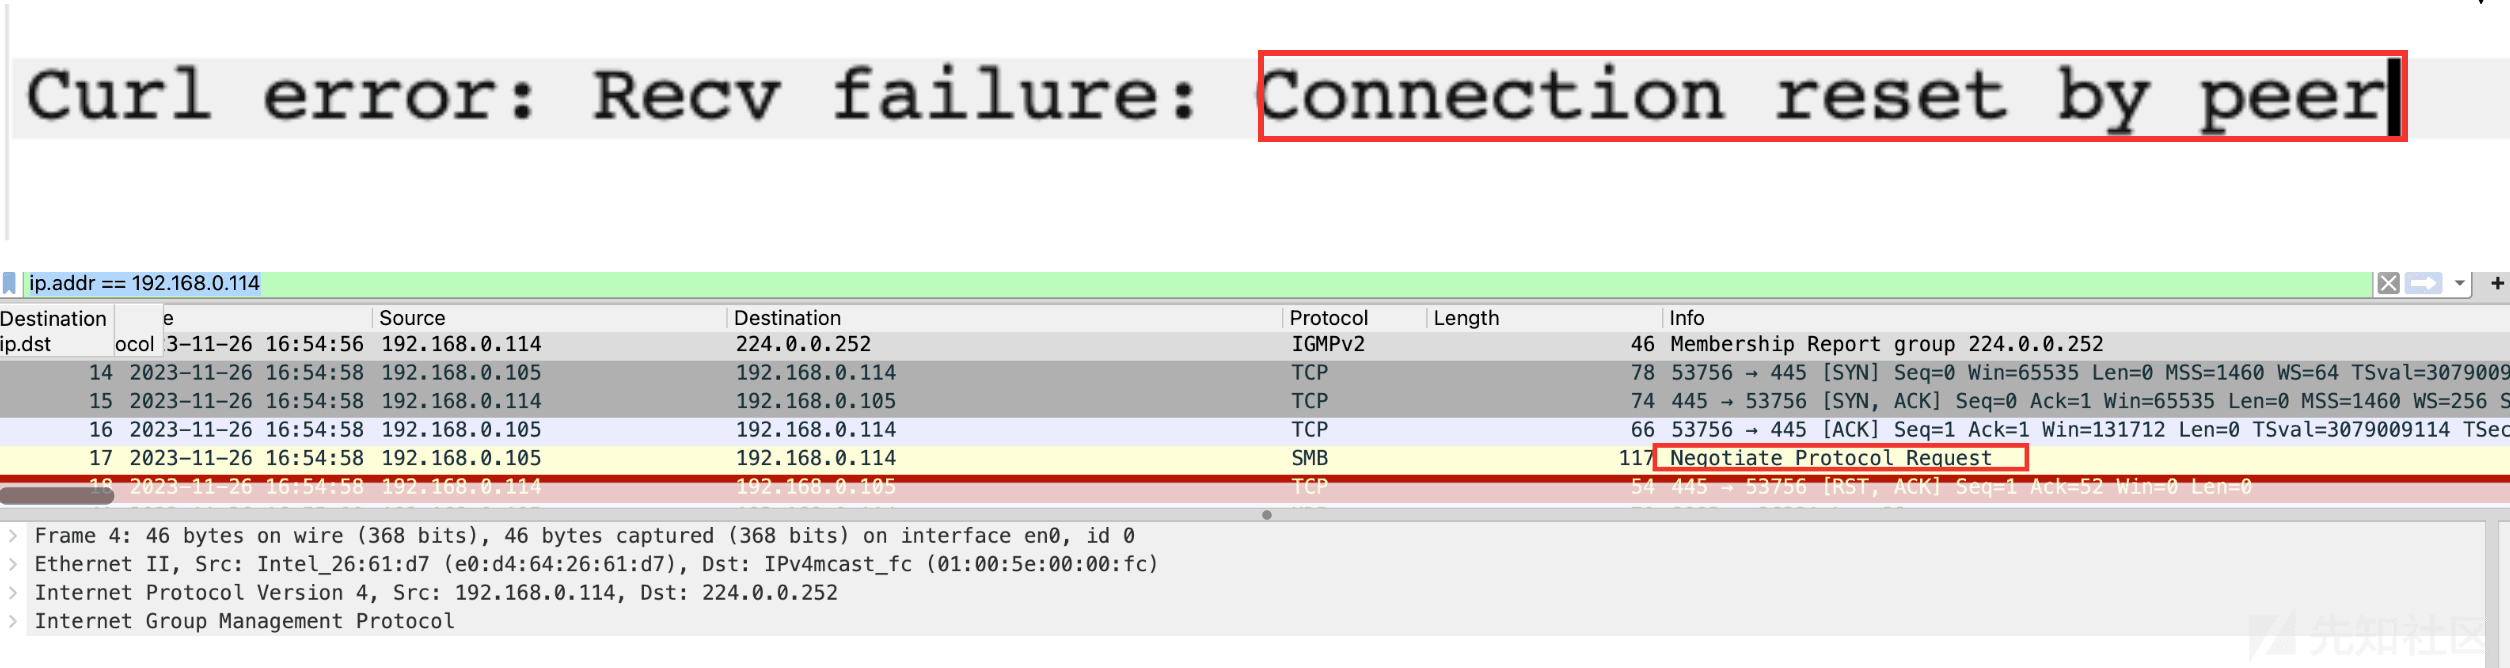 Curl error: Recv failure: Connection reset by peer
ip.addr == 192.168.0.114
Destination e Source Destination Protocol Length Info
ip.dst ocol 3-11-26 16:54:56 192.168.0.114 224.0.0.252 IGMPv2 46 Membership Report group 224.0.0.252
14 2023-11-26 16:54:58 192.168.0.105 192.168.0.114 TCP 78 53756 → 445 [SYN] Seq=0 Win=65535 Len=0 MSS=1460 WS=64 TSval=3079009
15 2023-11-26 16:54:58 192.168.0.114 192.168.0.105 TCP 74 445 → 53756 [SYN, ACK] Seq=0 Ack=1 Win=65535 Len=0 MSS=1460 WS=256 S
16 2023-11-26 16:54:58 192.168.0.105 192.168.0.114 TCP 66 53756 → 445 [ACK] Seq=1 Ack=1 Win=131712 Len=0 TSval=3079009114 TSec
17 2023-11-26 16:54:58 192.168.0.105 192.168.0.114 SMB 117 Negotiate Protocol Request
18 2023-11-26 16:54:58 192.168.0.114 192.168.0.105 TCP 54 445 → 53756 [RST, ACK] Seq=1 Ack=52 Win=0 Len=0
Frame 4: 46 bytes on wire (368 bits), 46 bytes captured (368 bits) on interface en0, id 0
Ethernet II, Src: Intel_26:61:d7 (e0:d4:64:26:61:d7), Dst: IPv4mcast_fc (01:00:5e:00:00:fc)
Internet Protocol Version 4, Src: 192.168.0.114, Dst: 224.0.0.252
Internet Group Management Protocol
先知社区